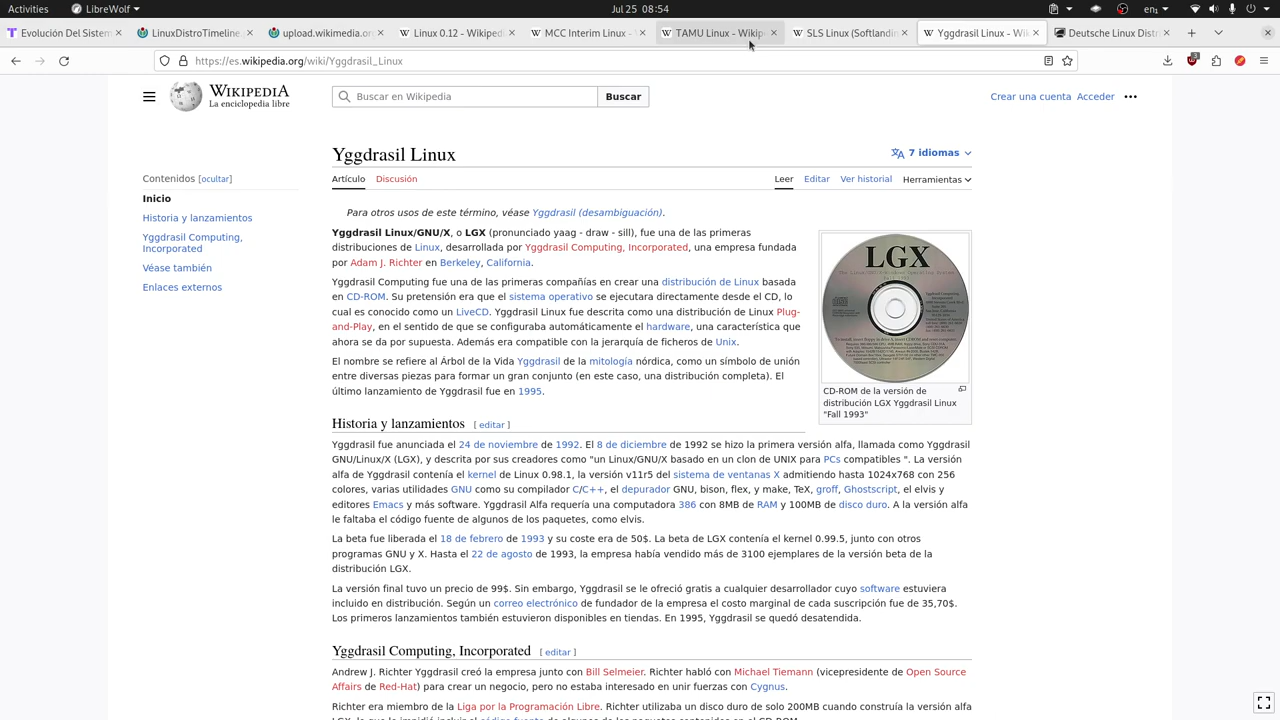 Actividades
LibreWolf
Jul 25 08:54
en
Evolución Del Sistem
LinuxDistroTimeline.
upload.wikimedia.org/
Linux 0.12 - Wikipedi
MCC Interim Linux - 
TAMU Linux - Wikip
SLS Linux (Softlandin
Yggdrasil Linux - Wik
Deutsche Linux Distr
https://es.wikipedia.org/wiki/Yggdrasil_Linux
3
WIKIPEDIA
La enciclopedia libre
Buscar en Wikipedia
Buscar
Crear una cuenta Acceder
Yggdrasil Linux
7 idiomas
Artículo Discusión
Leer Editar Ver historial Herramientas
Contenidos [ocultar]
Inicio
Historia y lanzamientos
Yggdrasil Computing,
Incorporated
Véase también
Enlaces externos
Para otros usos de este término, véase Yggdrasil (desambiguación).
Yggdrasil Linux/GNU/X, o LGX (pronunciado yaag - draw - sill), fue una de las primeras
distribuciones de Linux, desarrollada por Yggdrasil Computing, Incorporated, una empresa fundada
por Adam J. Richter en Berkeley, California.
Yggdrasil Computing fue una de las primeras compañías en crear una distribución de Linux basada
en CD-ROM. Su pretensión era que el sistema operativo se ejecutara directamente desde el CD, lo
cual es conocido como un LiveCD. Yggdrasil Linux fue descrita como una distribución de Linux Plug-
and-Play, en el sentido de que se configuraba automáticamente el hardware, una característica que
ahora se da por supuesta. Además era compatible con la jerarquía de ficheros de Unix.
El nombre se refiere al Árbol de la Vida Yggdrasil de la mitología nórdica, como un símbolo de unión
entre diversas piezas para formar un gran conjunto (en este caso, una distribución completa). El
último lanzamiento de Yggdrasil fue en 1995.
LGX
CD-ROM de la versión de
distribución LGX Yggdrasil Linux
"Fall 1993"
Historia y lanzamientos [ editar ]
Yggdrasil fue anunciada el 24 de noviembre de 1992. El 8 de diciembre de 1992 se hizo la primera versión alfa, llamada como Yggdrasil
GNU/Linux/X (LGX), y descrita por sus creadores como "un Linux/GNU/X basado en un clon de UNIX para PCs compatibles ". La versión
alfa de Yggdrasil contenía el kernel de Linux 0.98.1, la versión v11r5 del sistema de ventanas X admitiendo hasta 1024x768 con 256
colores, varias utilidades GNU como su compilador C/C++, el depurador GNU, bison, flex, y make, TeX, groff, Ghostscript, el elvis y
editores Emacs y más software. Yggdrasil Alfa requería una computadora 386 con 8MB de RAM y 100MB de disco duro. A la versión alfa
le faltaba el código fuente de algunos de los paquetes, como elvis.
La beta fue liberada el 18 de febrero de 1993 y su coste era de 50$. La beta de LGX contenía el kernel 0.99.5, junto con otros
programas GNU y X. Hasta el 22 de agosto de 1993, la empresa había vendido más de 3100 ejemplares de la versión beta de la
distribución LGX.
La versión final tuvo un precio de 99$. Sin embargo, Yggdrasil se le ofreció gratis a cualquier desarrollador cuyo software estuviera
incluido en distribución. Según un correo electrónico de fundador de la empresa el costo marginal de cada suscripción fue de 35,70$.
Los primeros lanzamientos también estuvieron disponibles en tiendas. En 1995, Yggdrasil se quedó desatendida.
Yggdrasil Computing, Incorporated [ editar ]
Andrew J. Richter Yggdrasil creó la empresa junto con Bill Selmeier. Richter habló con Michael Tiemann (vicepresidente de Open Source
Affairs de Red-Hat) para crear un negocio, pero no estaba interesado en unir fuerzas con Cygnus.
Richter era miembro de la Liga por la Programación Libre. Richter utilizaba un disco duro de solo 200MB cuando construía la versión alfa